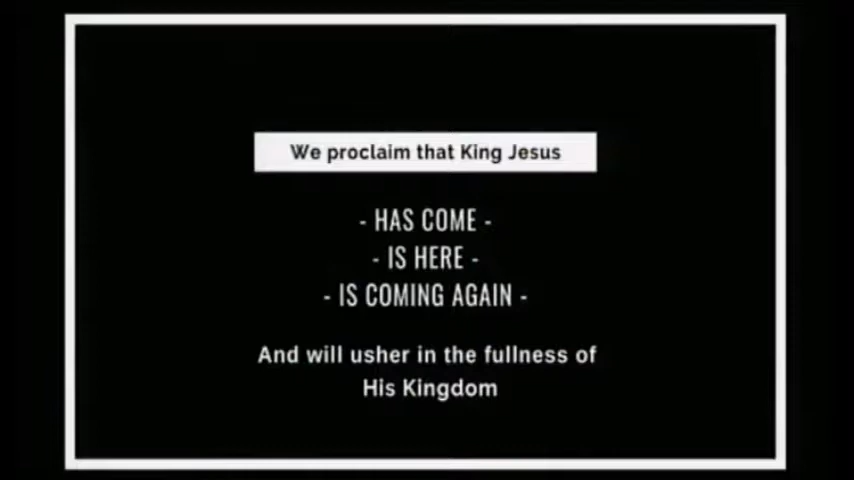 We proclaim that King Jesus
- HAS COME -
- IS HERE -
- IS COMING AGAIN -
And will usher in the fullness of
His Kingdom